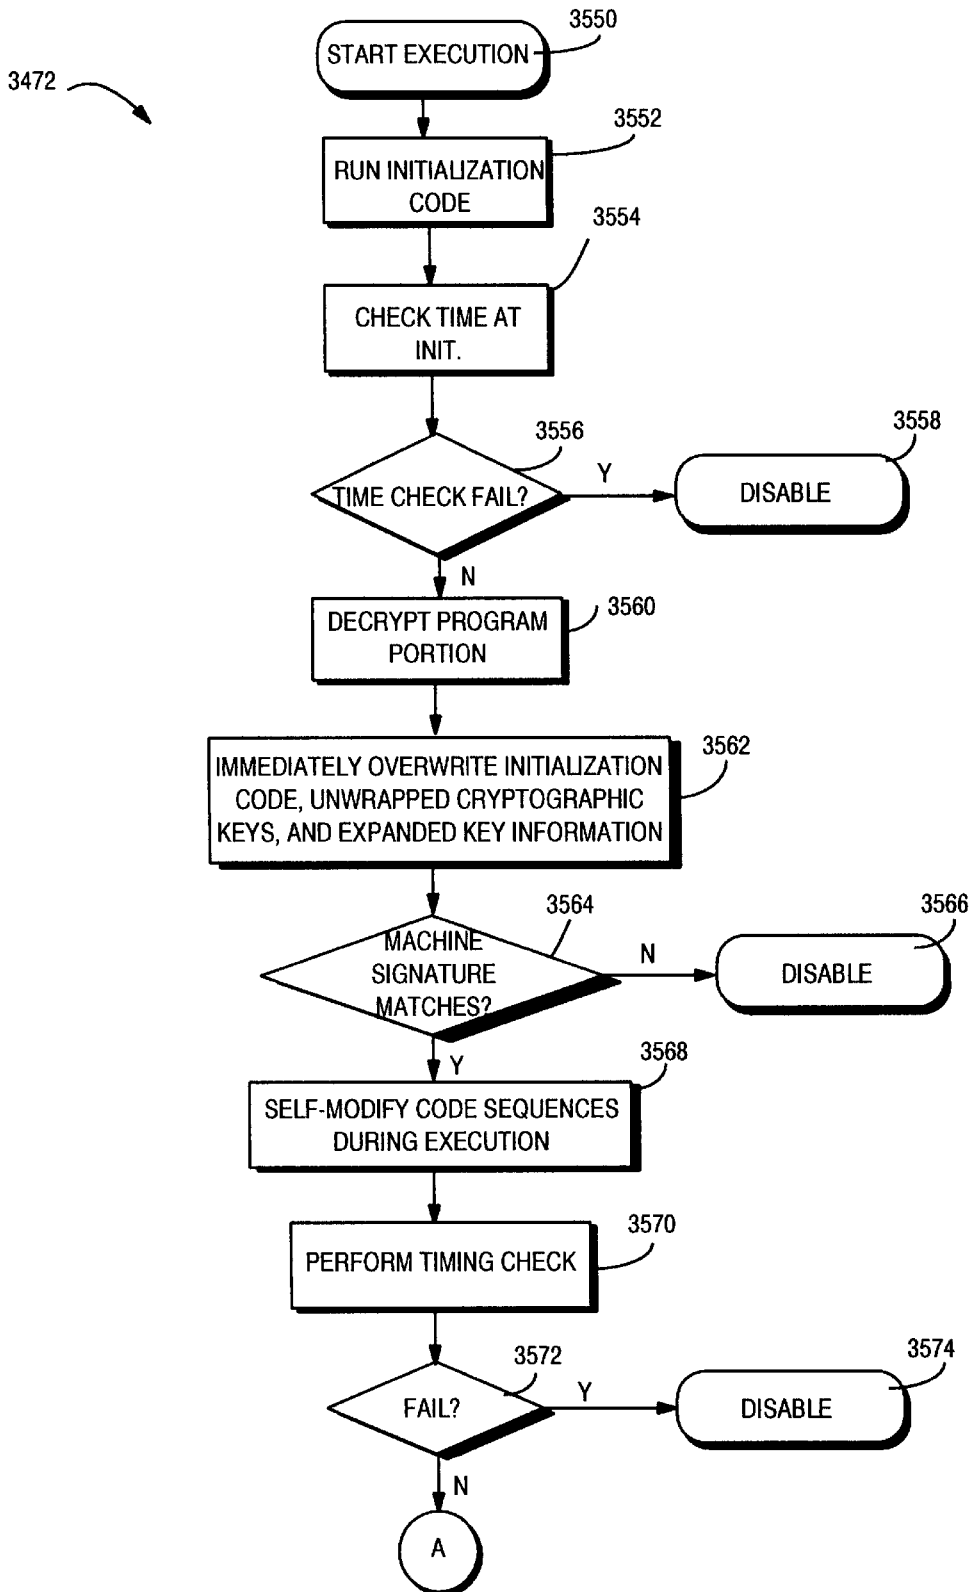 3550
START EXECUTION
3472
3552
RUN INITIALIZATION
CODE
3554
CHECK TIME AT
INIT.
3556
TIME CHECK FAIL?
Y
3558
DISABLE
N
3560
DECRYPT PROGRAM
PORTION
3562
IMMEDIATELY OVERWRITE INITIALIZATION
CODE, UNWRAPPED CRYPTOGRAPHIC
KEYS, AND EXPANDED KEY INFORMATION
3564
MACHINE
SIGNATURE
MATCHES?
N
3566
DISABLE
Y
3568
SELF-MODIFY CODE SEQUENCES
DURING EXECUTION
3570
PERFORM TIMING CHECK
3572
FAIL?
Y
3574
DISABLE
N
A